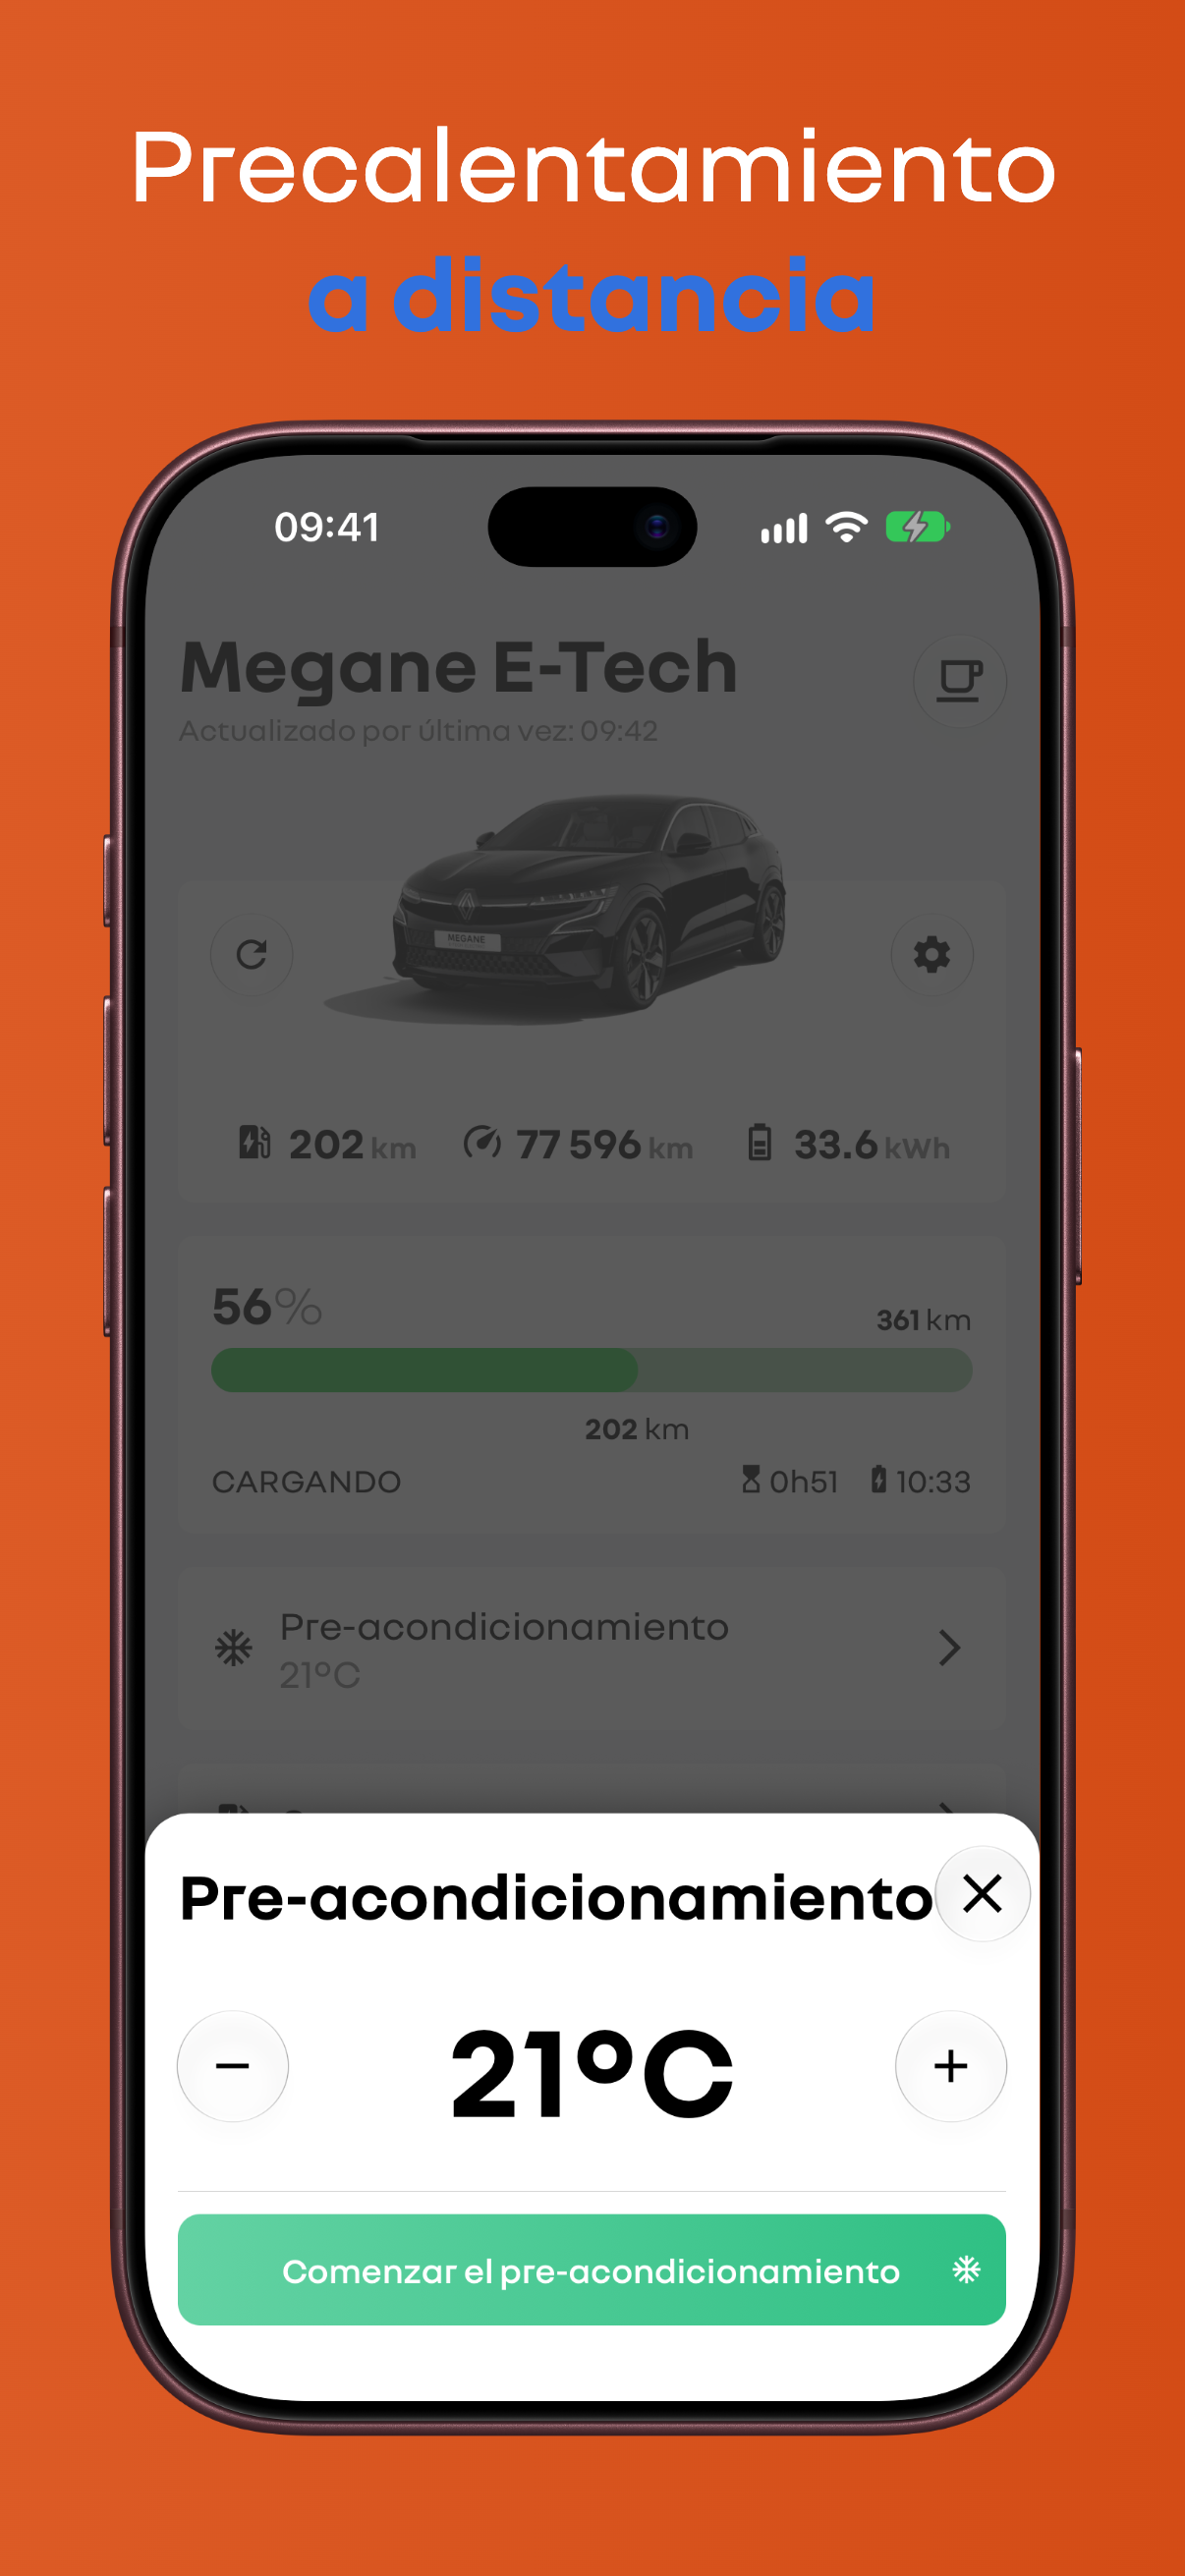 Precalentamiento
a distancia
09:41
Megane E-Tech
Actualizado por última vez: 09:42
MEGANE
202 km 77 596 km 33.6 kWh
56%
361 km
202 km
CARGANDO 0h51 10:33
Pre-acondicionamiento
21°C
Pre-acondicionamiento
21°C
Comenzar el pre-acondicionamiento